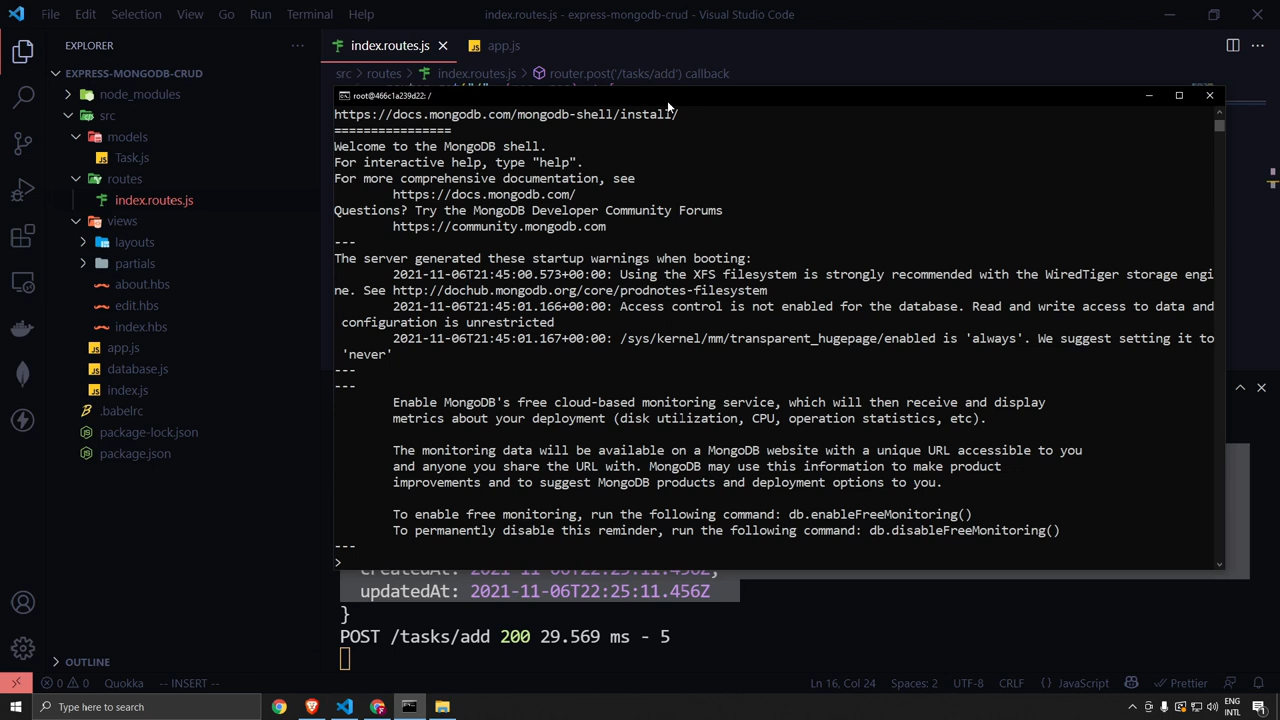 File Edit Selection View Go Run Terminal Help
index.routes.js - express-mongodb-crud - Visual Studio Code
EXPLORER
EXPRESS-MONGODB-CRUD
node_modules
src
models
Task.js
routes
index.routes.js
views
layouts
partials
about.hbs
edit.hbs
index.hbs
app.js
database.js
index.js
.babelrc
package-lock.json
package.json
OUTLINE
index.routes.js
app.js
src > routes > index.routes.js > router.post('/tasks/add') callback
root@466c1a239d22: /
https://docs.mongodb.com/mongodb-shell/install/
================
Welcome to the MongoDB shell.
For interactive help, type "help".
For more comprehensive documentation, see
https://docs.mongodb.com/
Questions? Try the MongoDB Developer Community Forums
https://community.mongodb.com
---
The server generated these startup warnings when booting:
2021-11-06T21:45:00.573+00:00: Using the XFS filesystem is strongly recommended with the WiredTiger storage engi
ne. See http://dochub.mongodb.org/core/prodnotes-filesystem
2021-11-06T21:45:01.166+00:00: Access control is not enabled for the database. Read and write access to data and
configuration is unrestricted
2021-11-06T21:45:01.167+00:00: /sys/kernel/mm/transparent_hugepage/enabled is 'always'. We suggest setting it to
'never'
---
---
Enable MongoDB's free cloud-based monitoring service, which will then receive and display
metrics about your deployment (disk utilization, CPU, operation statistics, etc).
The monitoring data will be available on a MongoDB website with a unique URL accessible to you
and anyone you share the URL with. MongoDB may use this information to make product
improvements and to suggest MongoDB products and deployment options to you.
To enable free monitoring, run the following command: db.enableFreeMonitoring()
To permanently disable this reminder, run the following command: db.disableFreeMonitoring()
---
>
updatedAt: 2021-11-06T22:25:11.456Z
}
POST /tasks/add 200 29.569 ms - 5
0 0 Quokka -- INSERT -- Ln 16, Col 24 Spaces: 2 UTF-8 CRLF {} JavaScript Prettier
Type here to search
ENG
INTL
1